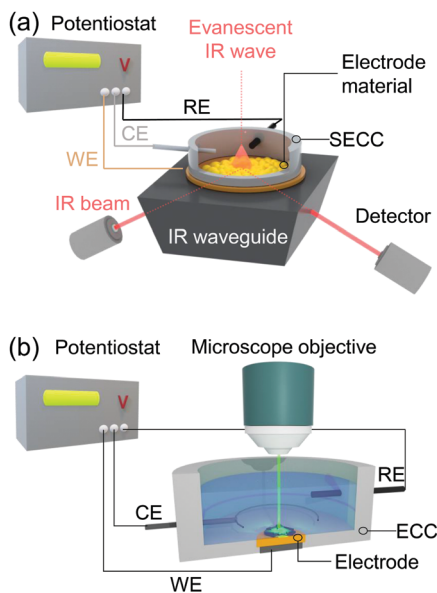 (a)
Potentiostat
Evanescent
IR wave
Electrode
material
V
RE
CE
SECC
WE
IR beam
IR waveguide
Detector
(b)
Potentiostat
Microscope objective
V
RE
CE
ECC
Electrode
WE